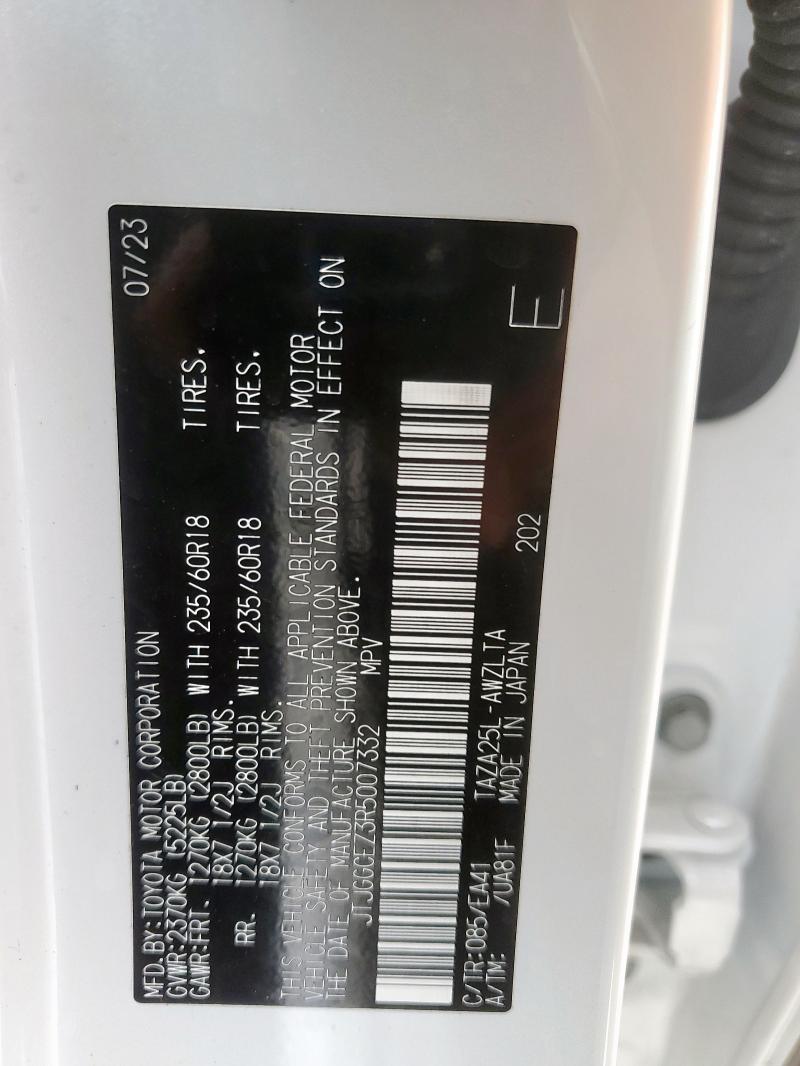 MFD.BY:TOYOTA MOTOR CORPORATION 07/23
GVWR:2370KG (5225LB)
GAWR:FRT. 1270KG (2800LB) WITH 235/60R18 TIRES.
18X7 1/2J RIMS.
RR. 1270KG (2800LB) WITH 235/60R18 TIRES.
18X7 1/2J RIMS.
THIS VEHICLE CONFORMS TO ALL APPLICABLE FEDERAL MOTOR
VEHICLE SAFETY AND THEFT PREVENTION STANDARDS IN EFFECT ON
THE DATE OF MANUFACTURE SHOWN ABOVE.
JTJGGCFZ3R5007332 MPV
C/TR:085/EA41 TAZA25L-AWZLTA
A/TM: /UA81F MADE IN JAPAN 202
E